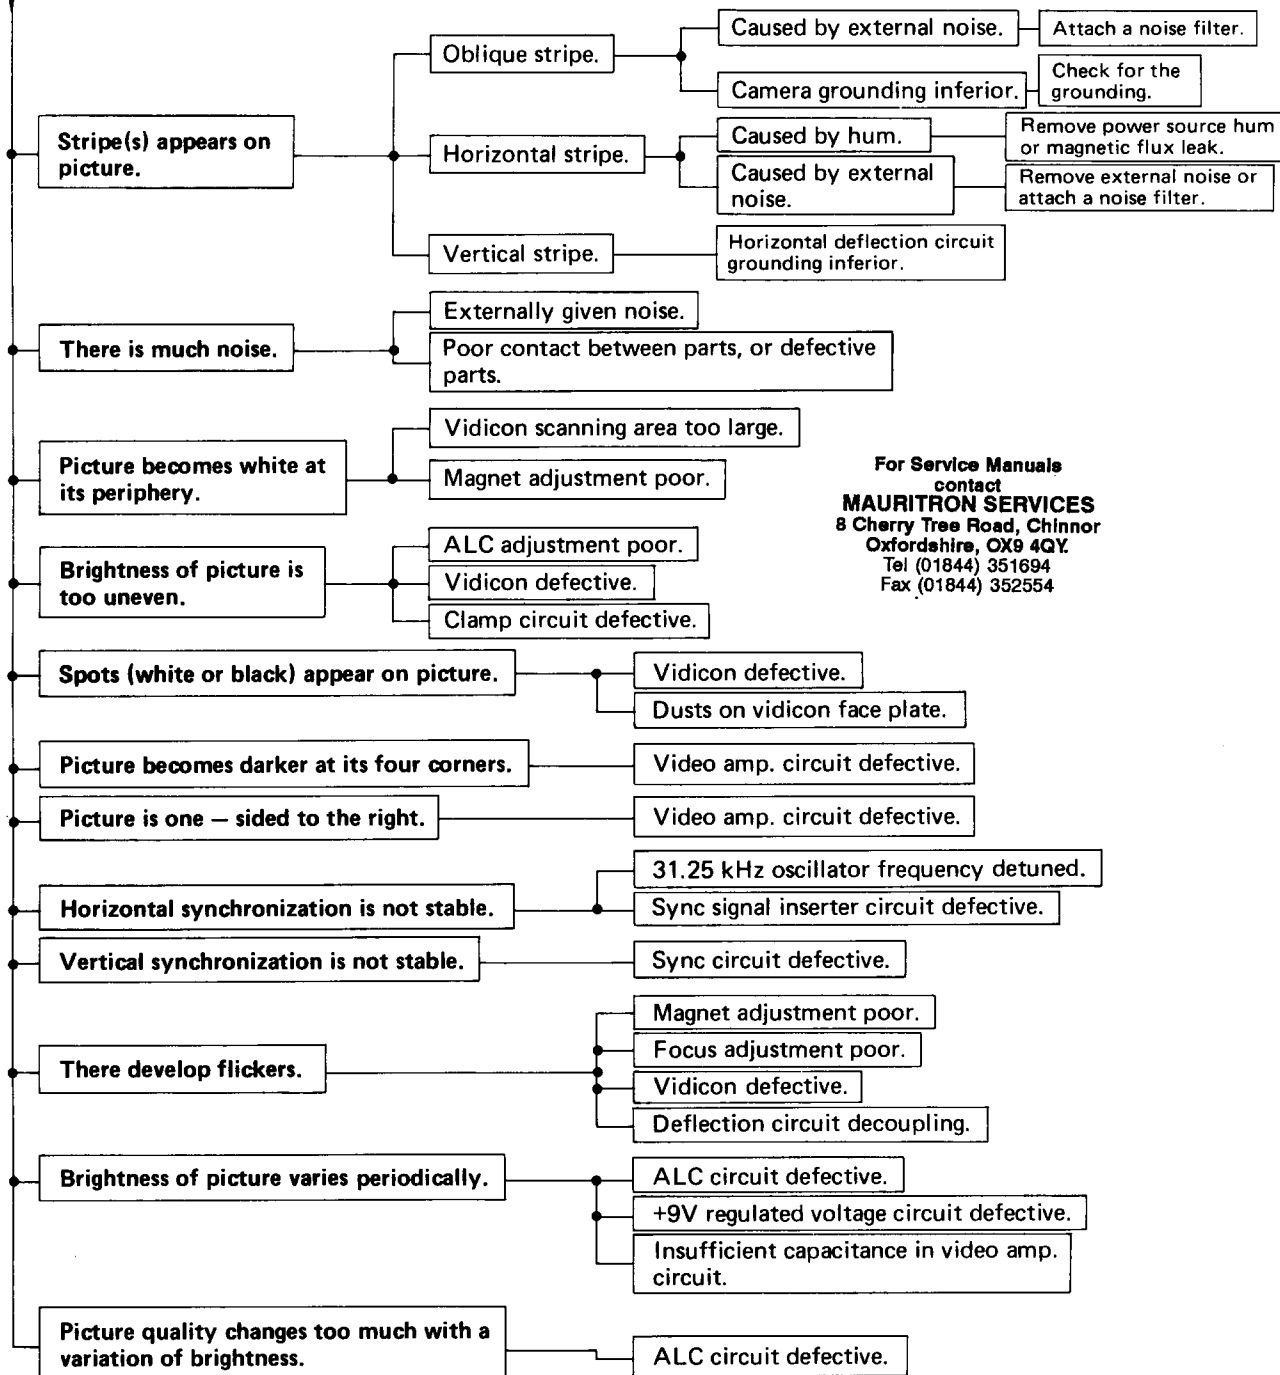 Oblique stripe.
Caused by external noise.
Attach a noise filter.
Camera grounding inferior.
Check for the
grounding.
Stripe(s) appears on
picture.
Horizontal stripe.
Caused by hum.
Remove power source hum
or magnetic flux leak.
Caused by external
noise.
Remove external noise or
attach a noise filter.
Vertical stripe.
Horizontal deflection circuit
grounding inferior.
There is much noise.
Externally given noise.
Poor contact between parts, or defective
parts.
Picture becomes white at
its periphery.
Vidicon scanning area too large.
Magnet adjustment poor.
For Service Manuals
contact
MAURITRON SERVICES
8 Cherry Tree Road, Chinnor
Oxfordshire, OX9 4QY.
Tel (01844) 351694
Fax (01844) 352554
Brightness of picture is
too uneven.
ALC adjustment poor.
Vidicon defective.
Clamp circuit defective.
Spots (white or black) appear on picture.
Vidicon defective.
Dusts on vidicon face plate.
Picture becomes darker at its four corners.
Video amp. circuit defective.
Picture is one — sided to the right.
Video amp. circuit defective.
Horizontal synchronization is not stable.
31.25 kHz oscillator frequency detuned.
Sync signal inserter circuit defective.
Vertical synchronization is not stable.
Sync circuit defective.
There develop flickers.
Magnet adjustment poor.
Focus adjustment poor.
Vidicon defective.
Deflection circuit decoupling.
Brightness of picture varies periodically.
ALC circuit defective.
+9V regulated voltage circuit defective.
Insufficient capacitance in video amp.
circuit.
Picture quality changes too much with a
variation of brightness.
ALC circuit defective.